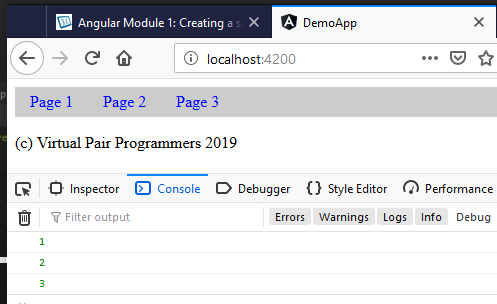 Angular Module 1: Creating a s
DemoApp
localhost:4200
Page 1 Page 2 Page 3
(c) Virtual Pair Programmers 2019
Inspector Console Debugger Style Editor Performance
Filter output Errors Warnings Logs Info Debug
1
2
3